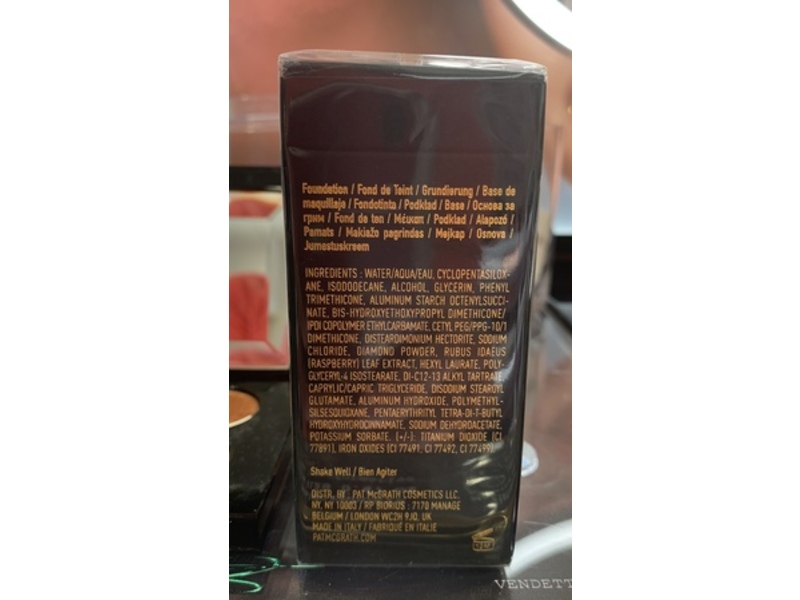 Foundation / Fond de Teint / Grundierung / Base de
maquillaje / Fondotinta / Podkład / Base / Основа за
грим / Fond de ten / Μέικαπ / Podklad / Alapozó /
Pamats / Makiažo pagrindas / Mejkap / Osnova /
Jumestuskreem
INGREDIENTS : WATER/AQUA/EAU, CYCLOPENTASILOX-
ANE, ISODODECANE, ALCOHOL, GLYCERIN, PHENYL
TRIMETHICONE, ALUMINUM STARCH OCTENYLSUCCI-
NATE, BIS-HYDROXYETHOXYPROPYL DIMETHICONE/
IPDI COPOLYMER ETHYLCARBAMATE, CETYL PEG/PPG-10/1
DIMETHICONE, DISTEARDIMONIUM HECTORITE, SODIUM
CHLORIDE, DIAMOND POWDER, RUBUS IDAEUS
(RASPBERRY) LEAF EXTRACT, HEXYL LAURATE, POLY-
GLYCERYL-4 ISOSTEARATE, DI-C12-13 ALKYL TARTRATE,
CAPRYLIC/CAPRIC TRIGLYCERIDE, DISODIUM STEAROYL
GLUTAMATE, ALUMINUM HYDROXIDE, POLYMETHYL-
SILSESQUIOXANE, PENTAERYTHRITYL TETRA-DI-T-BUTYL
HYDROXYHYDROCINNAMATE, SODIUM DEHYDROACETATE,
POTASSIUM SORBATE, (+/-): TITANIUM DIOXIDE (CI
77891), IRON OXIDES (CI 77491, CI 77492, CI 77499).
Shake Well / Bien Agiter
DISTR. BY : PAT McGRATH COSMETICS LLC.
NY, NY 10003 / RP BIORIUS : 7170 MANAGE
BELGIUM / LONDON WC2H 9JQ, UK
MADE IN ITALY / FABRIQUÉ EN ITALIE
PATMcGRATH.COM
VENDETT